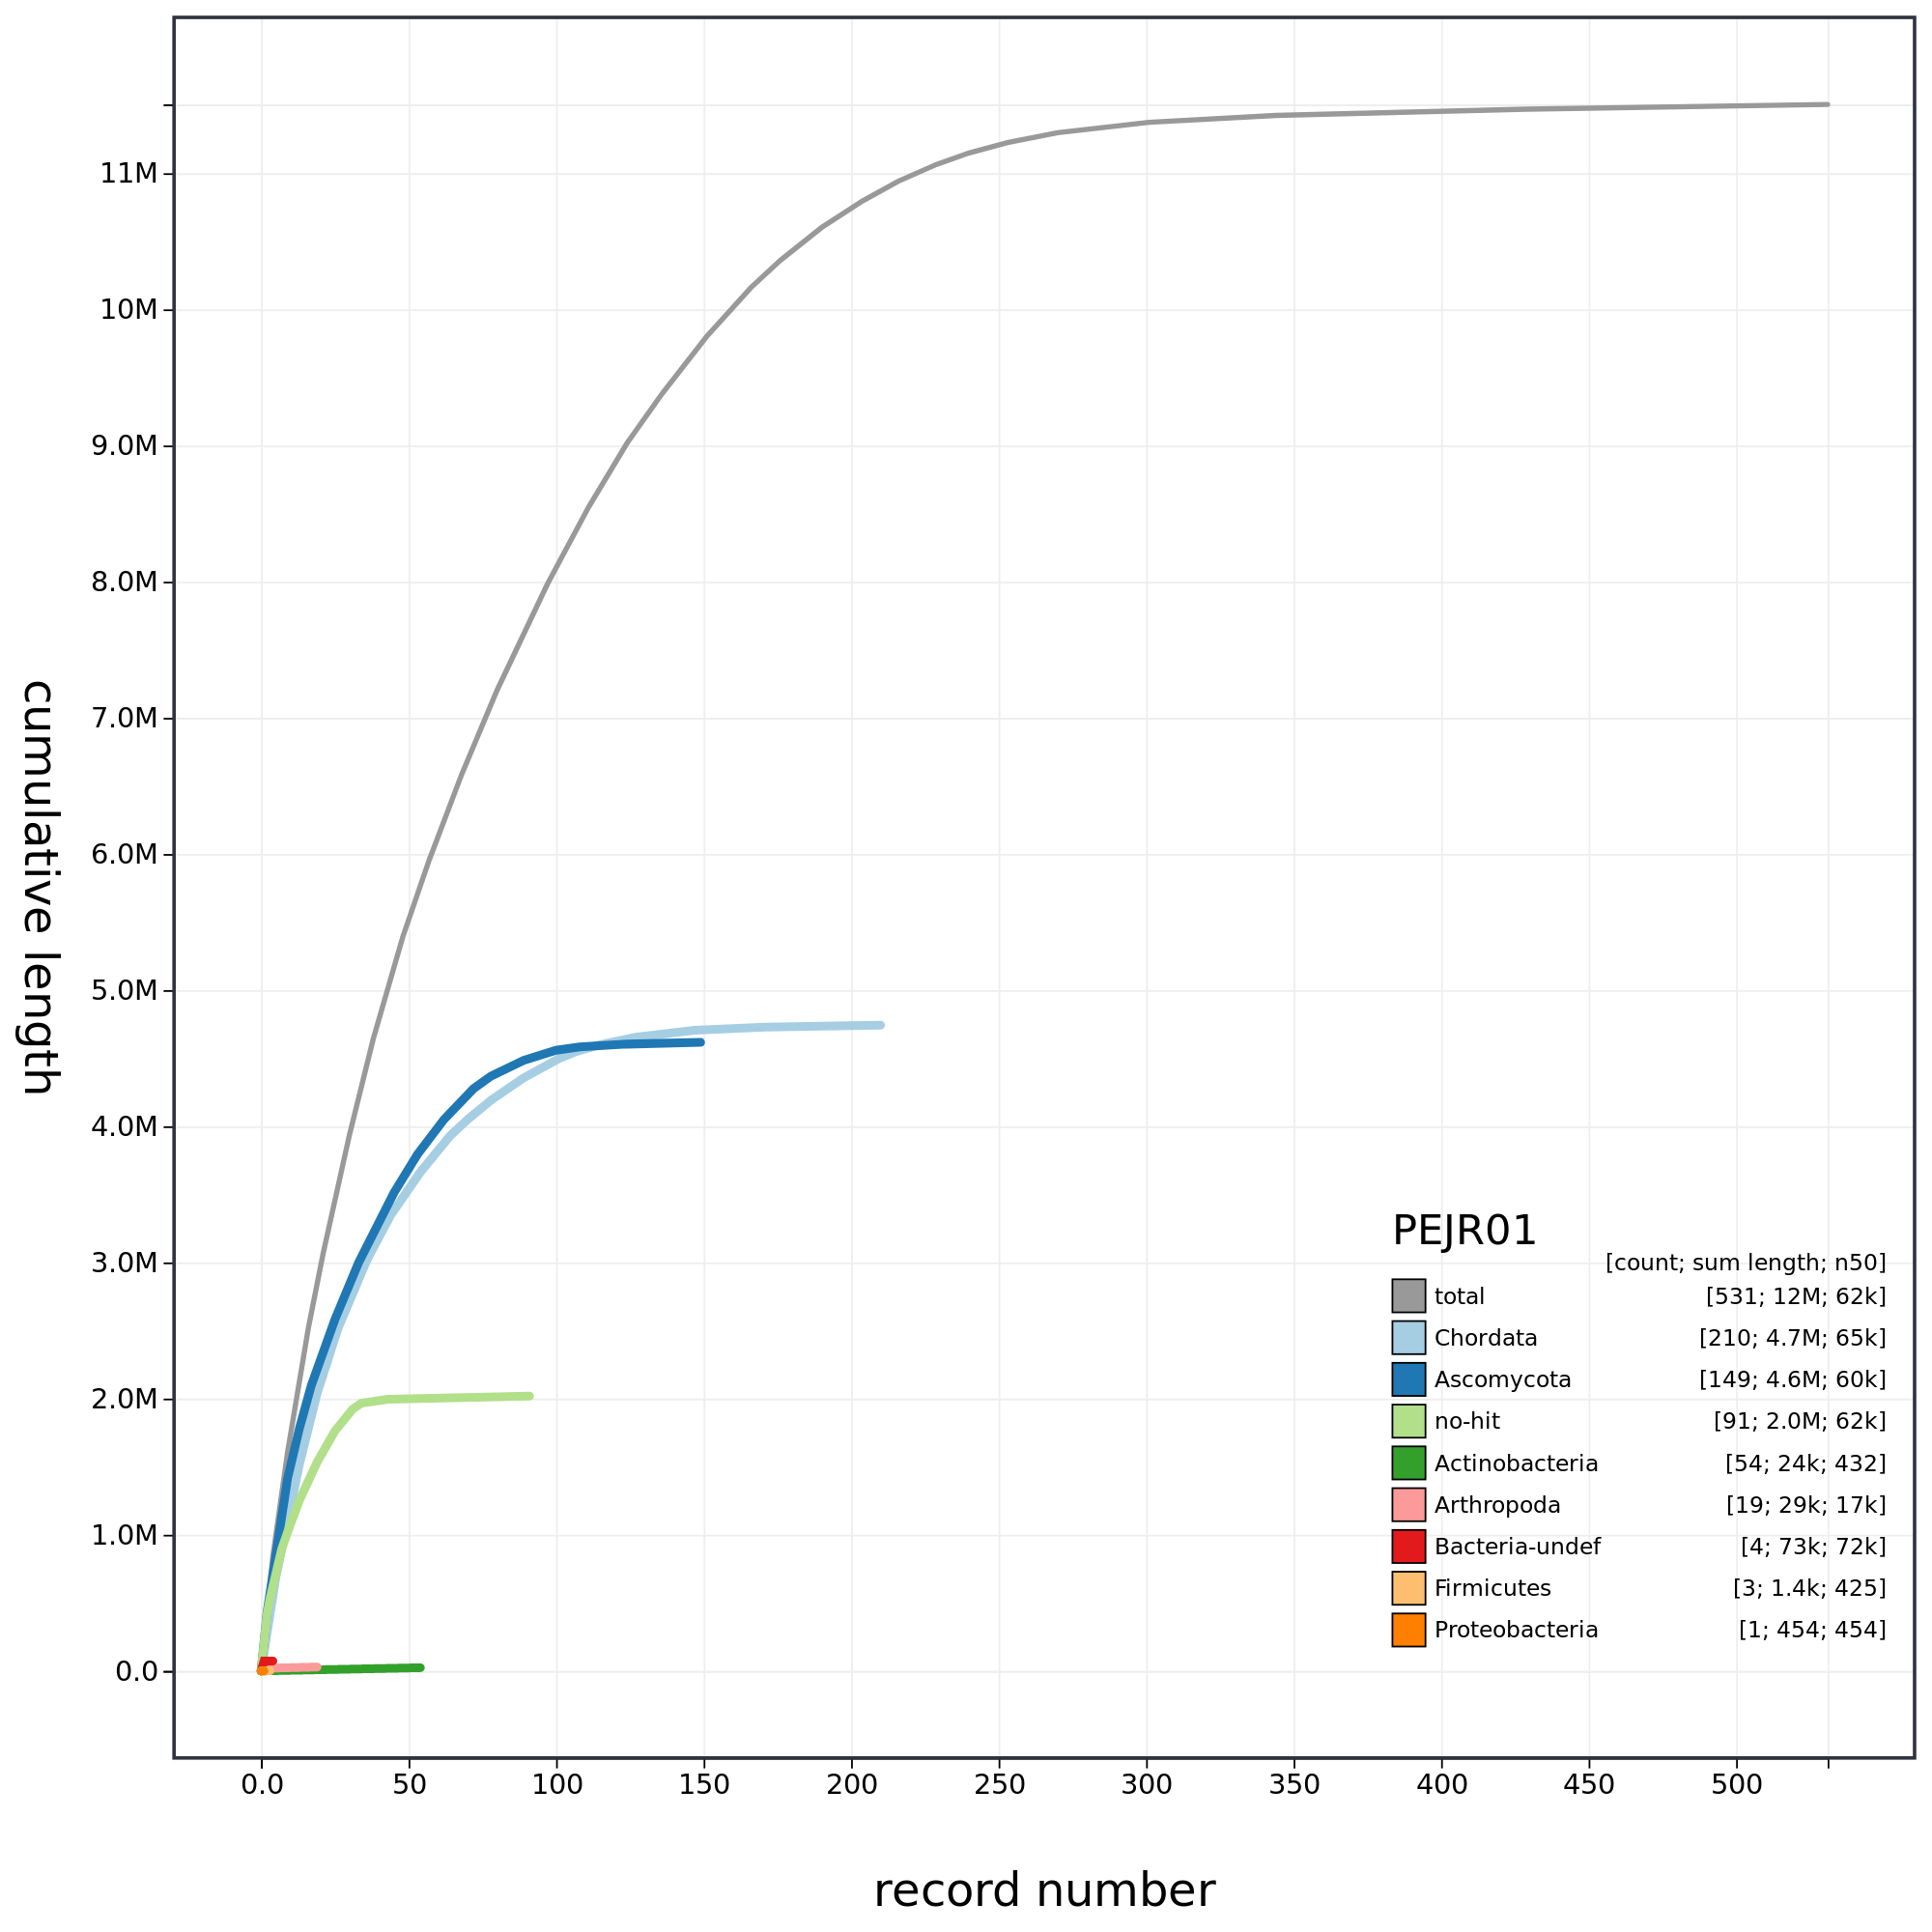 cumulative length
11M
10M
9.0M
8.0M
7.0M
6.0M
5.0M
4.0M
3.0M
2.0M
1.0M
0.0
0.0 50 100 150 200 250 300 350 400 450 500
record number
PEJR01
[count; sum length; n50]
total [531; 12M; 62k]
Chordata [210; 4.7M; 65k]
Ascomycota [149; 4.6M; 60k]
no-hit [91; 2.0M; 62k]
Actinobacteria [54; 24k; 432]
Arthropoda [19; 29k; 17k]
Bacteria-undef [4; 73k; 72k]
Firmicutes [3; 1.4k; 425]
Proteobacteria [1; 454; 454]